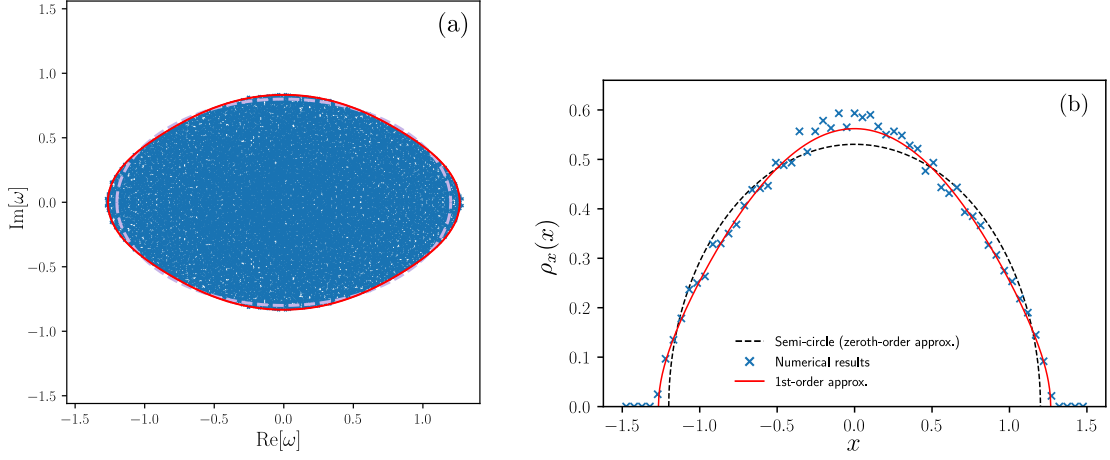 (a)
1.5
1.0
0.5
0.0
−0.5
−1.0
−1.5
Im[ω]
−1.5 −1.0 −0.5 0.0 0.5 1.0
Re[ω]
(b)
0.6
0.5
0.4
0.3
0.2
0.1
0.0
ρx(x)
Semi-circle (zeroth-order approx.)
Numerical results
1st-order approx.
−1.5 −1.0 −0.5 0.0 0.5 1.0 1.5
x